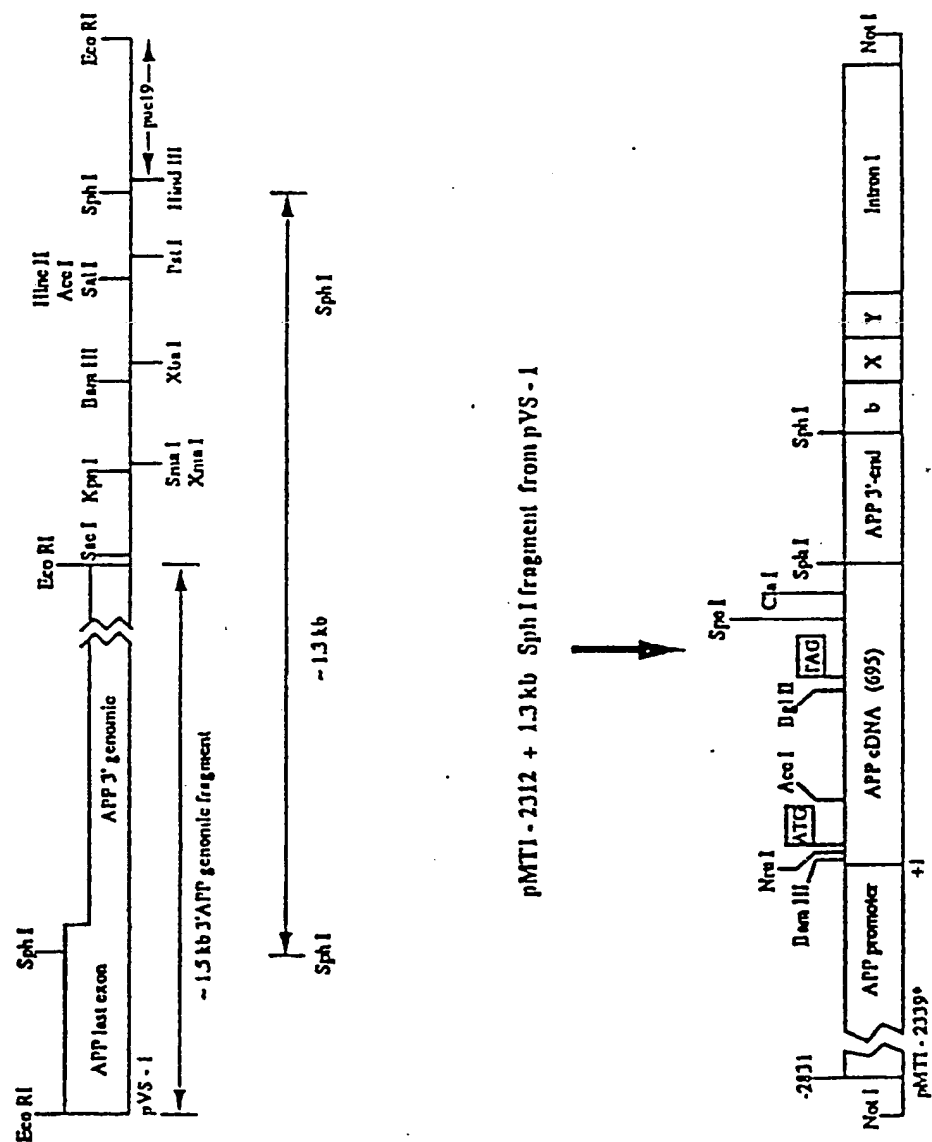 Eco RI
Sph I
Eco RI
Sac I
Kpn I
Bam HI
Hinc II
Acc I
Sal I
Sph I
Eco RI
APP last exon
APP 3' genomic
puc19
pVS - 1
Sma I
Xma I
Xba I
Pst I
Hind III
~ 1.5 kb 3' APP genomic fragment
~ 1.3 kb
Sph I
Sph I
pMTI - 2312 + 1.3 kb Sph I fragment from pVS - 1
Not I
-2831
Bam HI
Nru I
ATG
Acc I
Bgl II
TAG
Spe I
Cla I
Sph I
Sph I
Not I
APP promoter
APP cDNA (695)
APP 3'-end
b
X
Y
Intron 1
+1
pMTI - 2339*